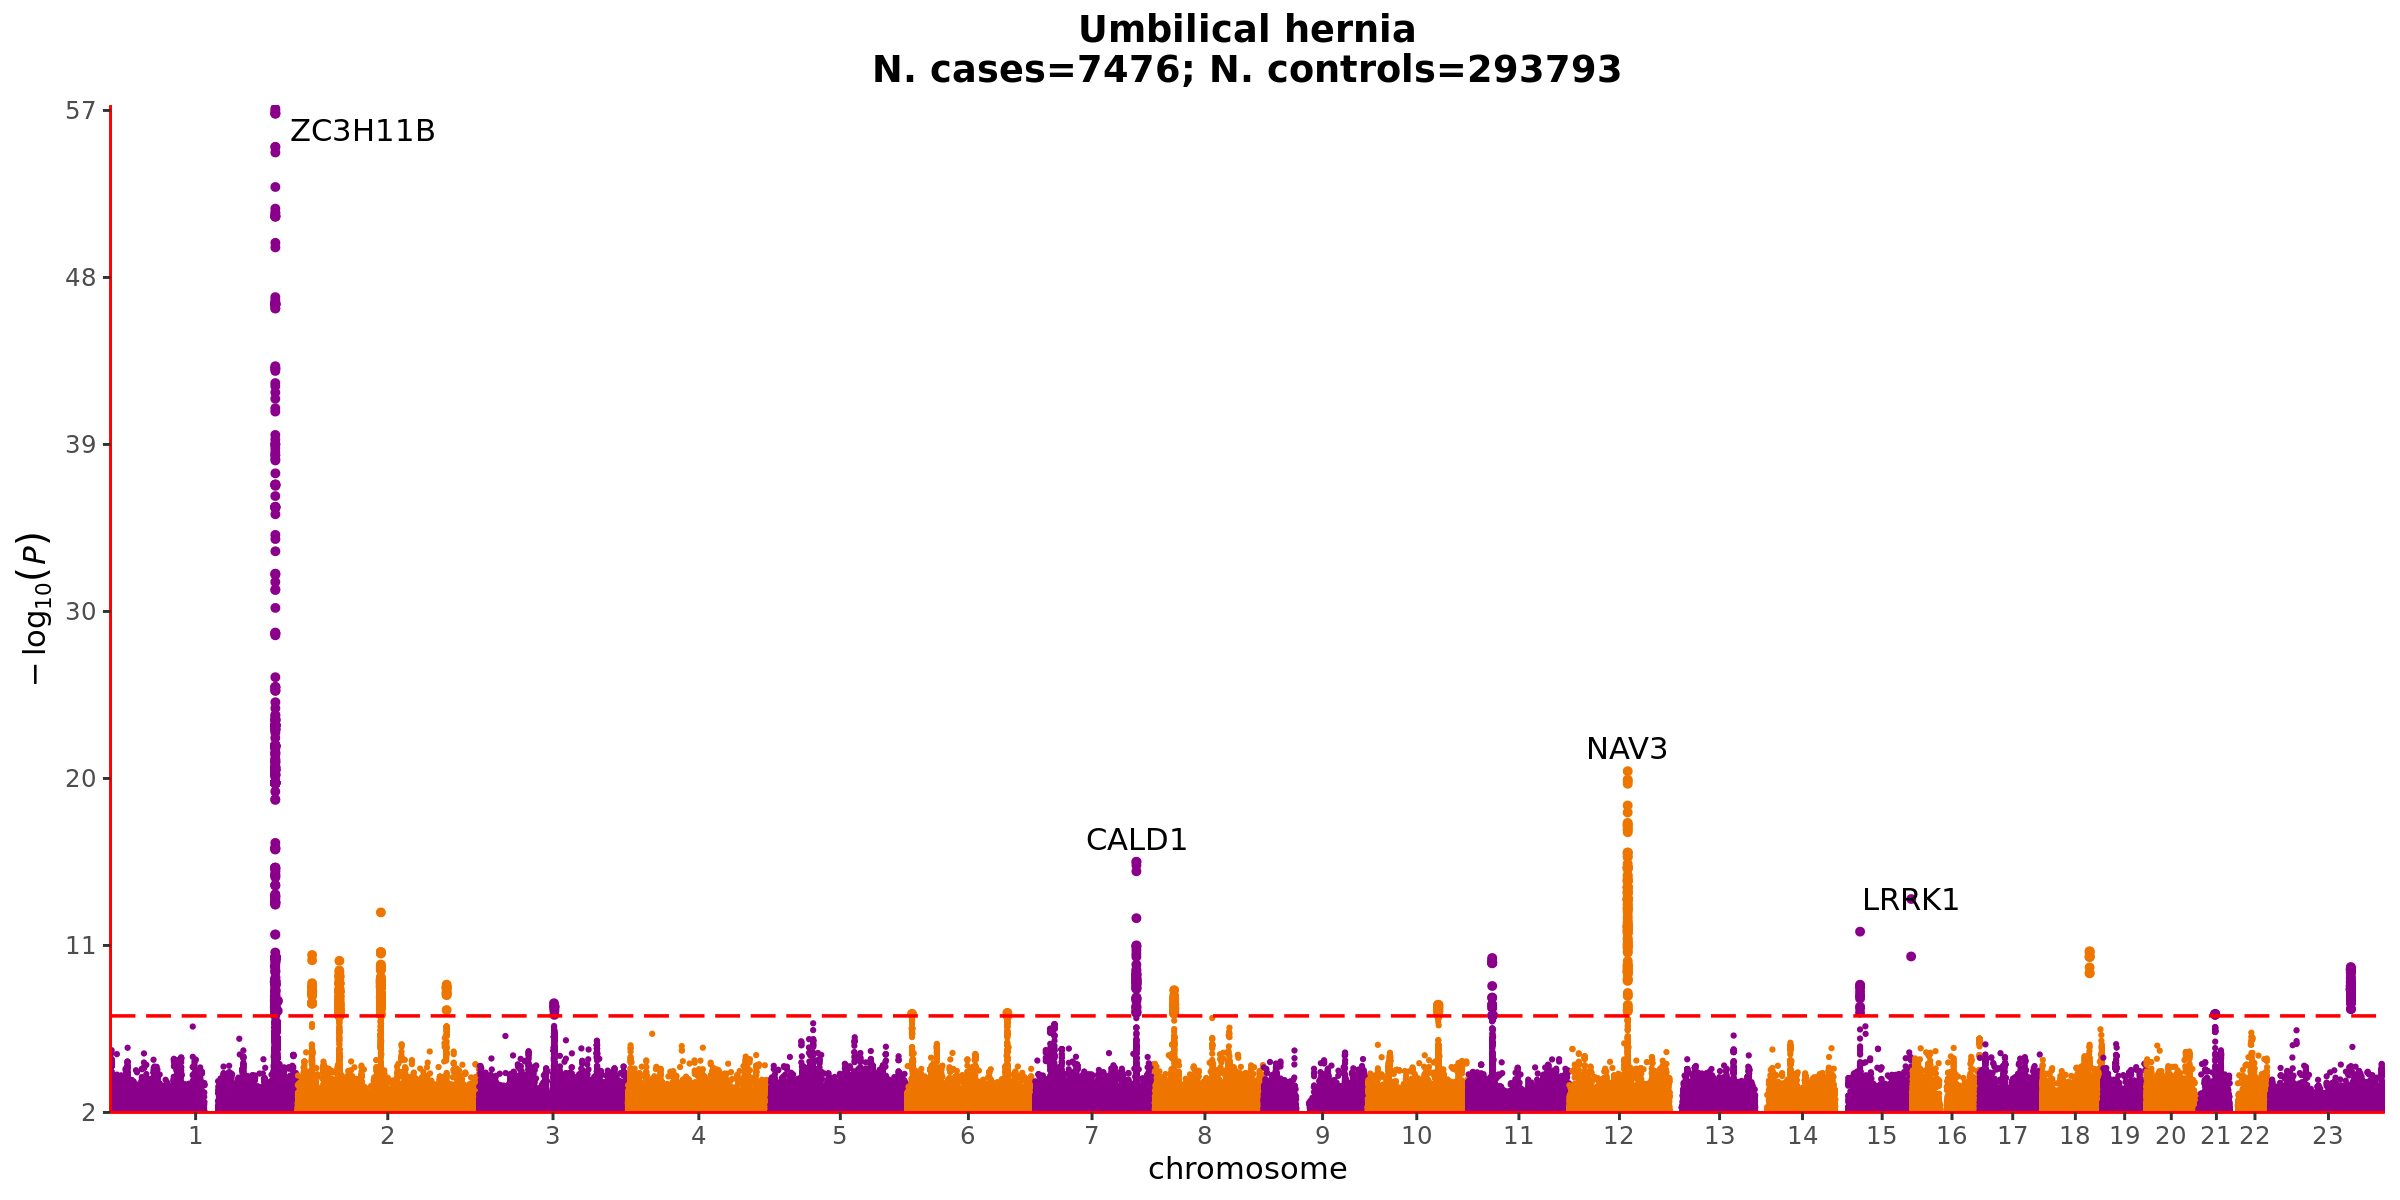 Umbilical hernia
N. cases=7476; N. controls=293793
57
ZC3H11B
48
39
30
20
11
2
−log10(P)
NAV3
CALD1
LRRK1
1 2 3 4 5 6 7 8 9 10 11 12 13 14 15 16 17 18 19 20 21 22 23
chromosome